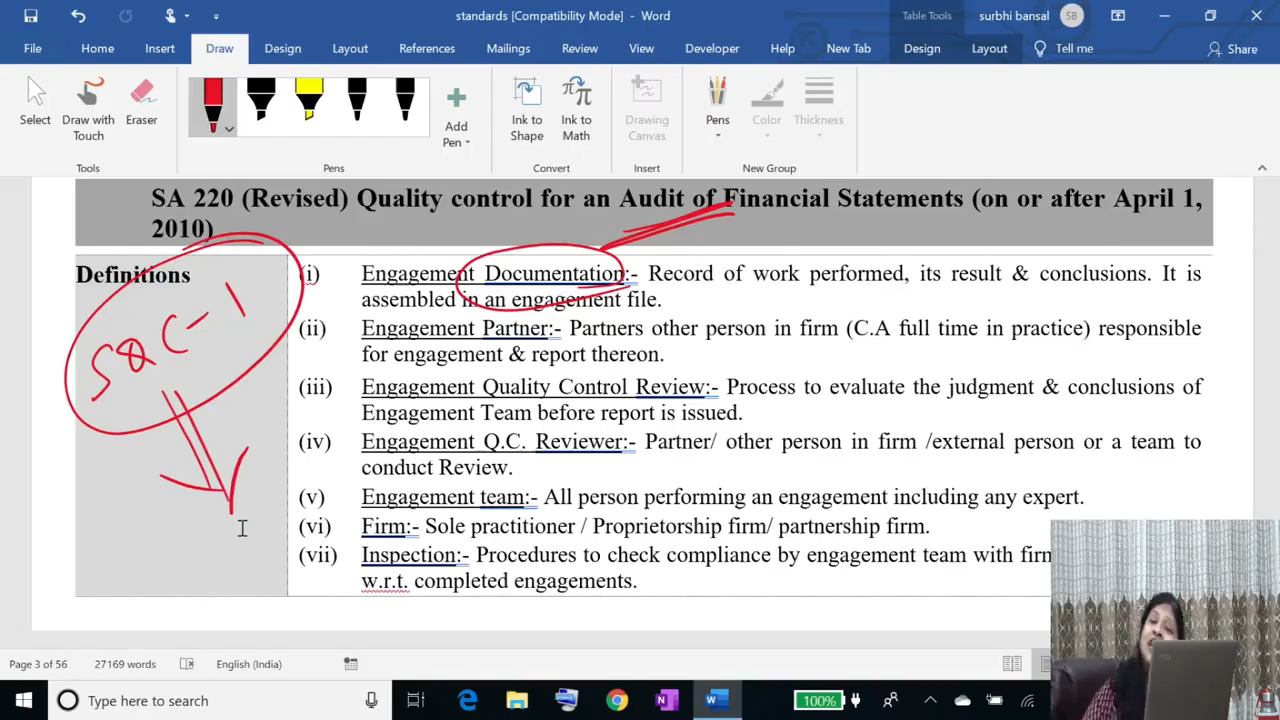 standards [Compatibility Mode] - Word
Table Tools
surbhi bansal
SB
File
Home
Insert
Draw
Design
Layout
References
Mailings
Review
View
Developer
Help
New Tab
Design
Layout
Tell me
Share
Select
Draw with Touch
Eraser
Add Pen
Ink to Shape
Ink to Math
Drawing Canvas
Pens
Color
Thickness
Tools
Pens
Convert
Insert
New Group
SA 220 (Revised) Quality control for an Audit of Financial Statements (on or after April 1,
2010)
Definitions
SQC-1
(i) Engagement Documentation:- Record of work performed, its result & conclusions. It is
assembled in an engagement file.
(ii) Engagement Partner:- Partners other person in firm (C.A full time in practice) responsible
for engagement & report thereon.
(iii) Engagement Quality Control Review:- Process to evaluate the judgment & conclusions of
Engagement Team before report is issued.
(iv) Engagement Q.C. Reviewer:- Partner/ other person in firm /external person or a team to
conduct Review.
(v) Engagement team:- All person performing an engagement including any expert.
(vi) Firm:- Sole practitioner / Proprietorship firm/ partnership firm.
(vii) Inspection:- Procedures to check compliance by engagement team with firm
w.r.t. completed engagements.
Page 3 of 56
27169 words
English (India)
Type here to search
100%